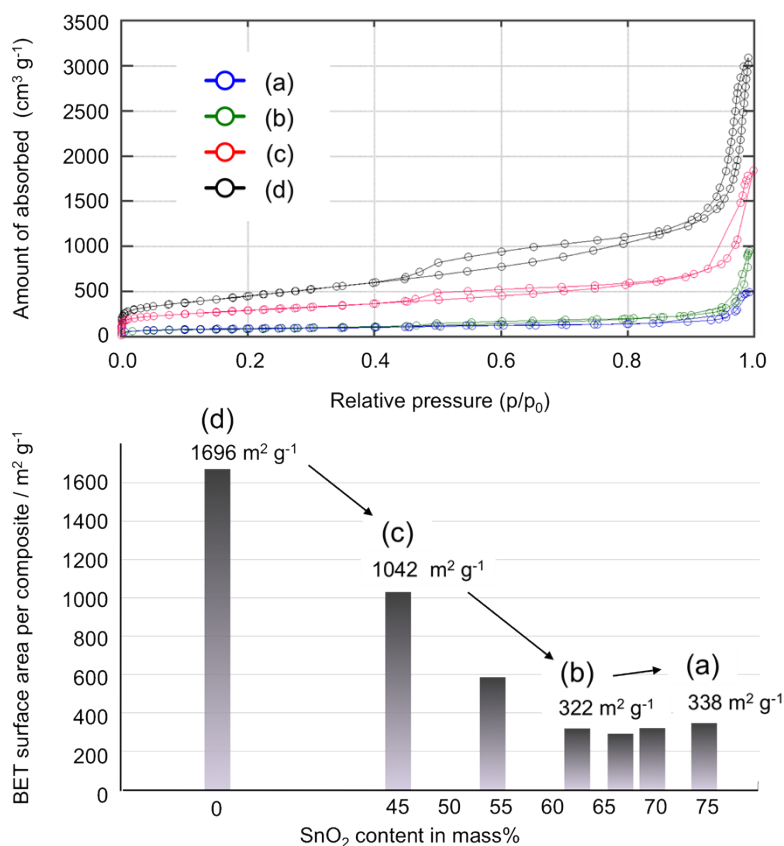 Amount of absorbed (cm³ g⁻¹)
3500
3000
2500
2000
1500
1000
500
0
(a)
(b)
(c)
(d)
0.0 0.2 0.4 0.6 0.8 1.0
Relative pressure (p/p₀)
BET surface area per composite / m² g⁻¹
1600
1400
1200
1000
800
600
400
200
0
(d)
1696 m² g⁻¹
(c)
1042 m² g⁻¹
(b)
322 m² g⁻¹
(a)
338 m² g⁻¹
0 45 50 55 60 65 70 75
SnO₂ content in mass%